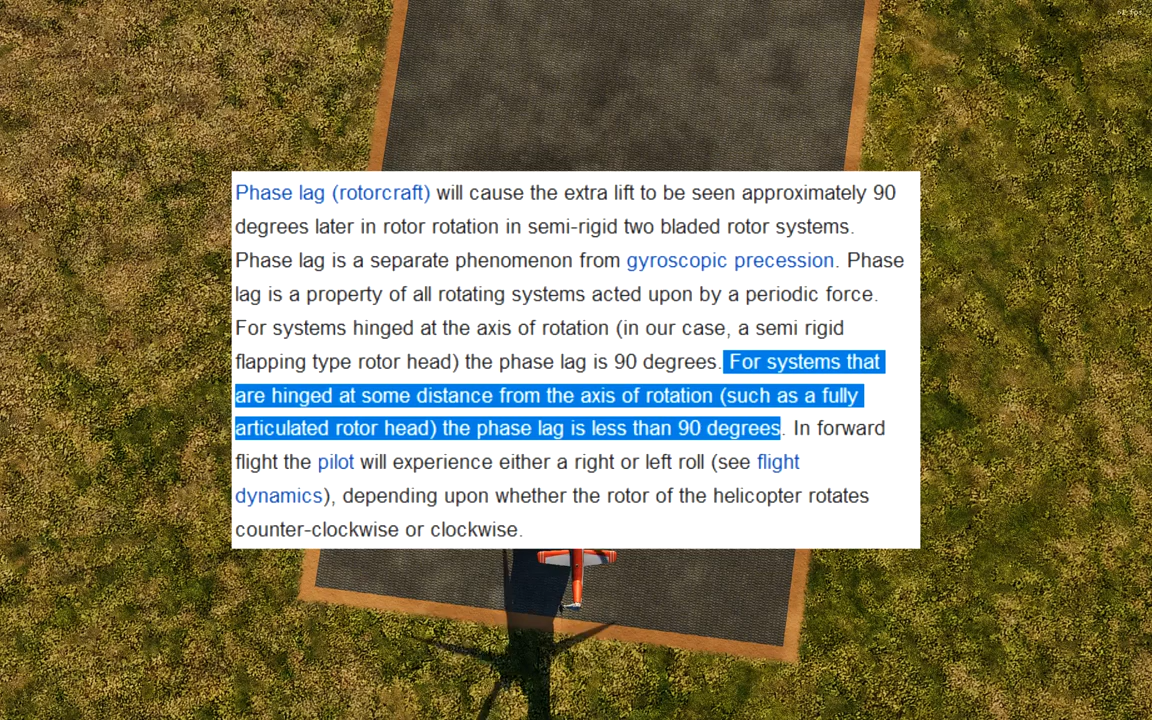 Phase lag (rotorcraft) will cause the extra lift to be seen approximately 90
degrees later in rotor rotation in semi-rigid two bladed rotor systems.
Phase lag is a separate phenomenon from gyroscopic precession. Phase
lag is a property of all rotating systems acted upon by a periodic force.
For systems hinged at the axis of rotation (in our case, a semi rigid
flapping type rotor head) the phase lag is 90 degrees. For systems that
are hinged at some distance from the axis of rotation (such as a fully
articulated rotor head) the phase lag is less than 90 degrees. In forward
flight the pilot will experience either a right or left roll (see flight
dynamics), depending upon whether the rotor of the helicopter rotates
counter-clockwise or clockwise.